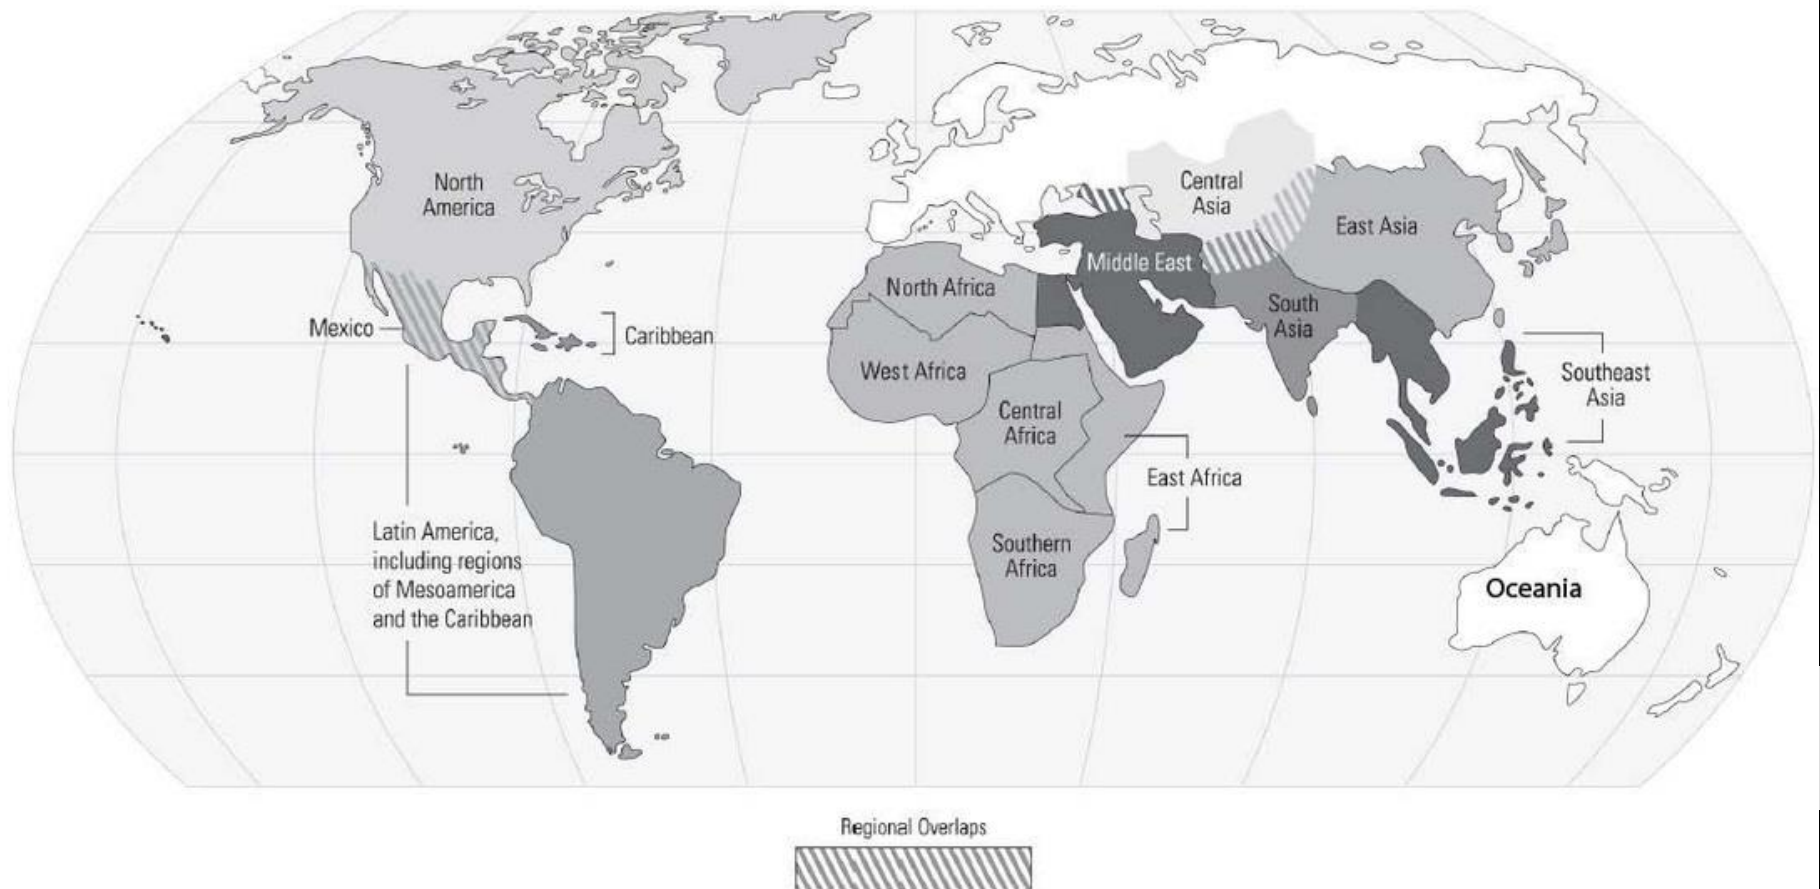 North
America
Central
Asia
East Asia
Middle East
North Africa
South
Asia
Mexico
Caribbean
West Africa
Southeast
Asia
Central
Africa
East Africa
Latin America,
including regions
of Mesoamerica
and the Caribbean
Southern
Africa
Oceania
Regional Overlaps